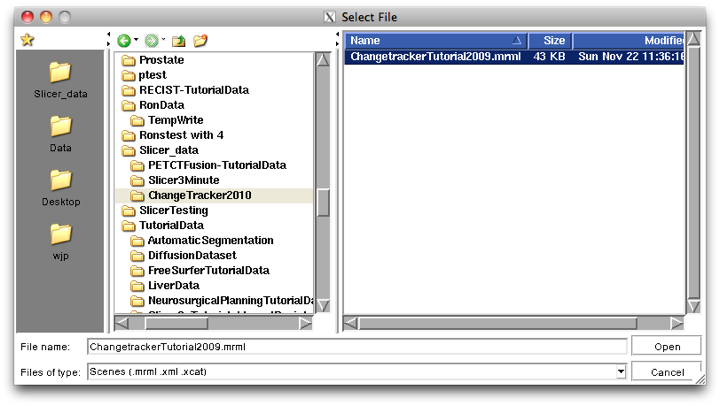 Select File
Name Size Modifie
ChangetrackerTutorial2009.mrml 43 KB Sun Nov 22 11:36:16
Slicer_data
Data
Desktop
wjp
Prostate
ptest
RECIST-TutorialData
RonData
TempWrite
Ronstest with 4
Slicer_data
PETCTFusion-TutorialData
Slicer3Minute
ChangeTracker2010
SlicerTesting
TutorialData
AutomaticSegmentation
DiffusionDataset
FreeSurferTutorialData
LiverData
NeurosurgicalPlanningTutorialDa
File name: ChangetrackerTutorial2009.mrml Open
Files of type: Scenes (.mrml .xml .xcat) Cancel